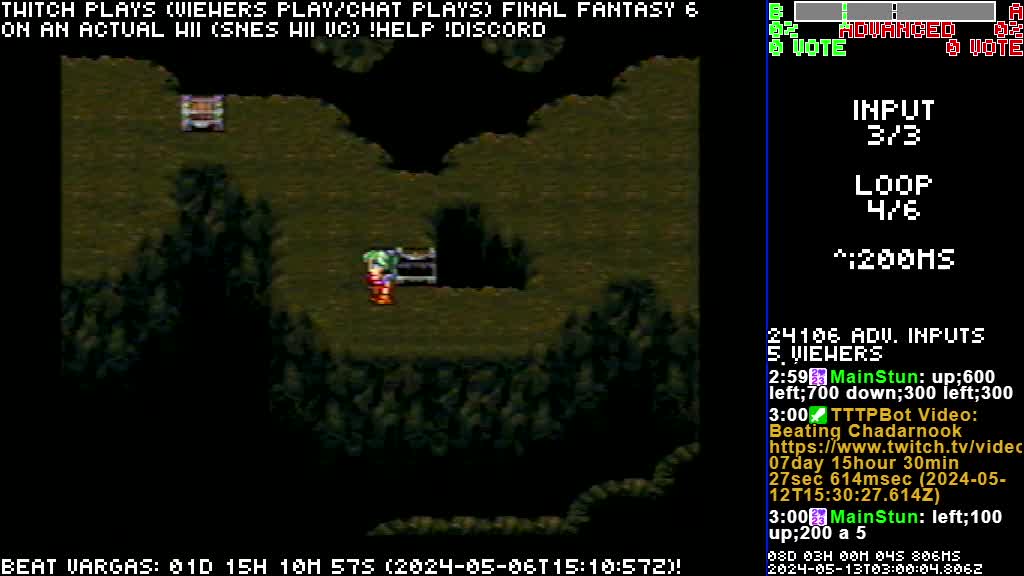 TWITCH PLAYS (VIEWERS PLAY/CHAT PLAYS) FINAL FANTASY 6
ON AN ACTUAL WII (SNES WII VC) !HELP !DISCORD
B A
0% ADVANCED 0%
0 VOTE 0 VOTE
INPUT
3/3
LOOP
4/6
^:200MS
24106 ADV. INPUTS
5 VIEWERS
2:59 MainStun: up;600
left;700 down;300 left;300
3:00 TTTPBot Video:
Beating Chadarnook
https://www.twitch.tv/videc
07day 15hour 30min
27sec 614msec (2024-05-
12T15:30:27.614Z)
3:00 MainStun: left;100
up;200 a 5
08D 03H 00M 04S 806MS
2024-05-13T03:00:04.806Z
BEAT VARGAS: 01D 15H 10M 57S (2024-05-06T15:10:57Z)!